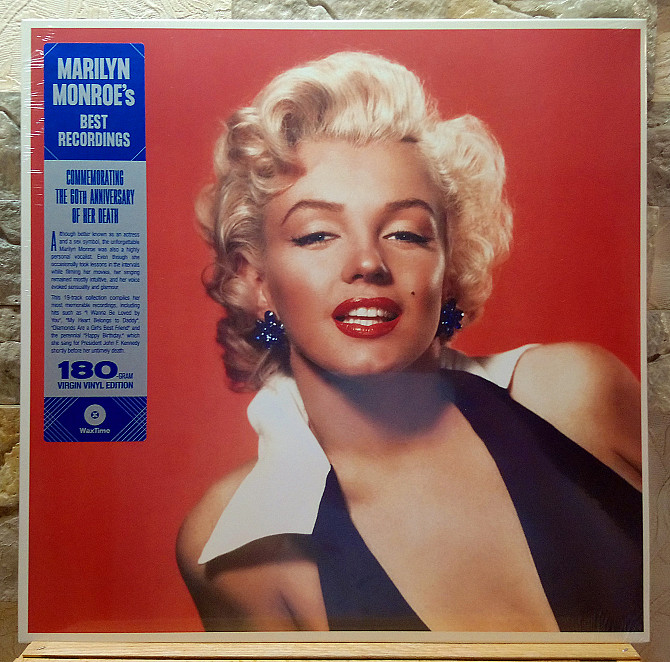 MARILYN
MONROE's
BEST
RECORDINGS
COMMEMORATING
THE 60TH ANNIVERSARY
OF HER DEATH
Although better known as an actress
and a sex symbol, the unforgettable
Marilyn Monroe was also a highly
personal vocalist. Even though she
occasionally took lessons in the intervals
while filming her movies, her singing
remained mostly intuitive, and her voice
evoked sensuality and glamour.
This 19-track collection compiles her
most memorable recordings, including
hits such as "I Wanna Be Loved by
You", "My Heart Belongs to Daddy",
"Diamonds Are a Girl's Best Friend" and
the perennial "Happy Birthday," which
she sang for President John F. Kennedy
shortly before her untimely death.
180-GRAM
VIRGIN VINYL EDITION
WaxTime